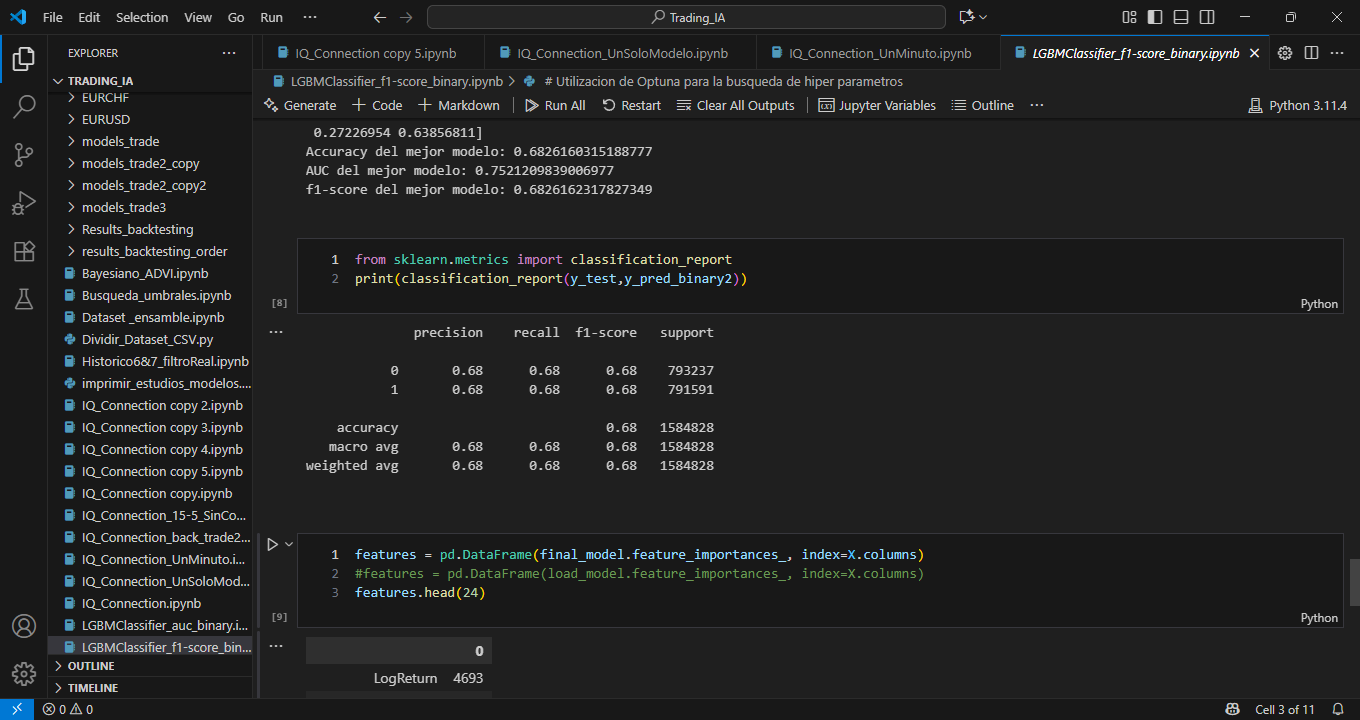 File Edit Selection View Go Run ··· Trading_IA
EXPLORER ···
TRADING_IA
EURCHF
EURUSD
models_trade
models_trade2_copy
models_trade2_copy2
models_trade3
Results_backtesting
results_backtesting_order
Bayesiano_ADVI.ipynb
Busqueda_umbrales.ipynb
Dataset _ensamble.ipynb
Dividir_Dataset_CSV.py
Historico6&7_filtroReal.ipynb
imprimir_estudios_modelos....
IQ_Connection copy 2.ipynb
IQ_Connection copy 3.ipynb
IQ_Connection copy 4.ipynb
IQ_Connection copy 5.ipynb
IQ_Connection copy.ipynb
IQ_Connection_15-5_SinCo...
IQ_Connection_back_trade2...
IQ_Connection_UnMinuto.i...
IQ_Connection_UnSoloMod...
IQ_Connection.ipynb
LGBMClassifier_auc_binary.i...
LGBMClassifier_f1-score_bin...
OUTLINE
TIMELINE
IQ_Connection copy 5.ipynb IQ_Connection_UnSoloModelo.ipynb IQ_Connection_UnMinuto.ipynb LGBMClassifier_f1-score_binary.ipynb ···
LGBMClassifier_f1-score_binary.ipynb > # Utilizacion de Optuna para la busqueda de hiper parametros
Generate + Code + Markdown Run All Restart Clear All Outputs Jupyter Variables Outline ··· Python 3.11.4
0.27226954 0.63856811]
Accuracy del mejor modelo: 0.6826160315188777
AUC del mejor modelo: 0.7521209839006977
f1-score del mejor modelo: 0.6826162317827349
1 from sklearn.metrics import classification_report
2 print(classification_report(y_test,y_pred_binary2))
[8] Python
precision recall f1-score support
0 0.68 0.68 0.68 793237
1 0.68 0.68 0.68 791591
accuracy 0.68 1584828
macro avg 0.68 0.68 0.68 1584828
weighted avg 0.68 0.68 0.68 1584828
1 features = pd.DataFrame(final_model.feature_importances_, index=X.columns)
2 #features = pd.DataFrame(load_model.feature_importances_, index=X.columns)
3 features.head(24)
[9] Python
0
LogReturn 4693
0 0 Cell 3 of 11